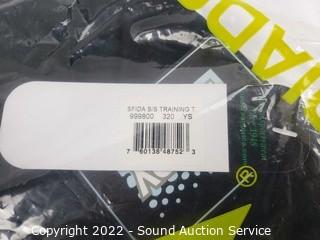 SFIDA S/S TRAINING T
999800 320 YS
7 60138 48752 3
®
Copyright 2022 - Sound Auction Service